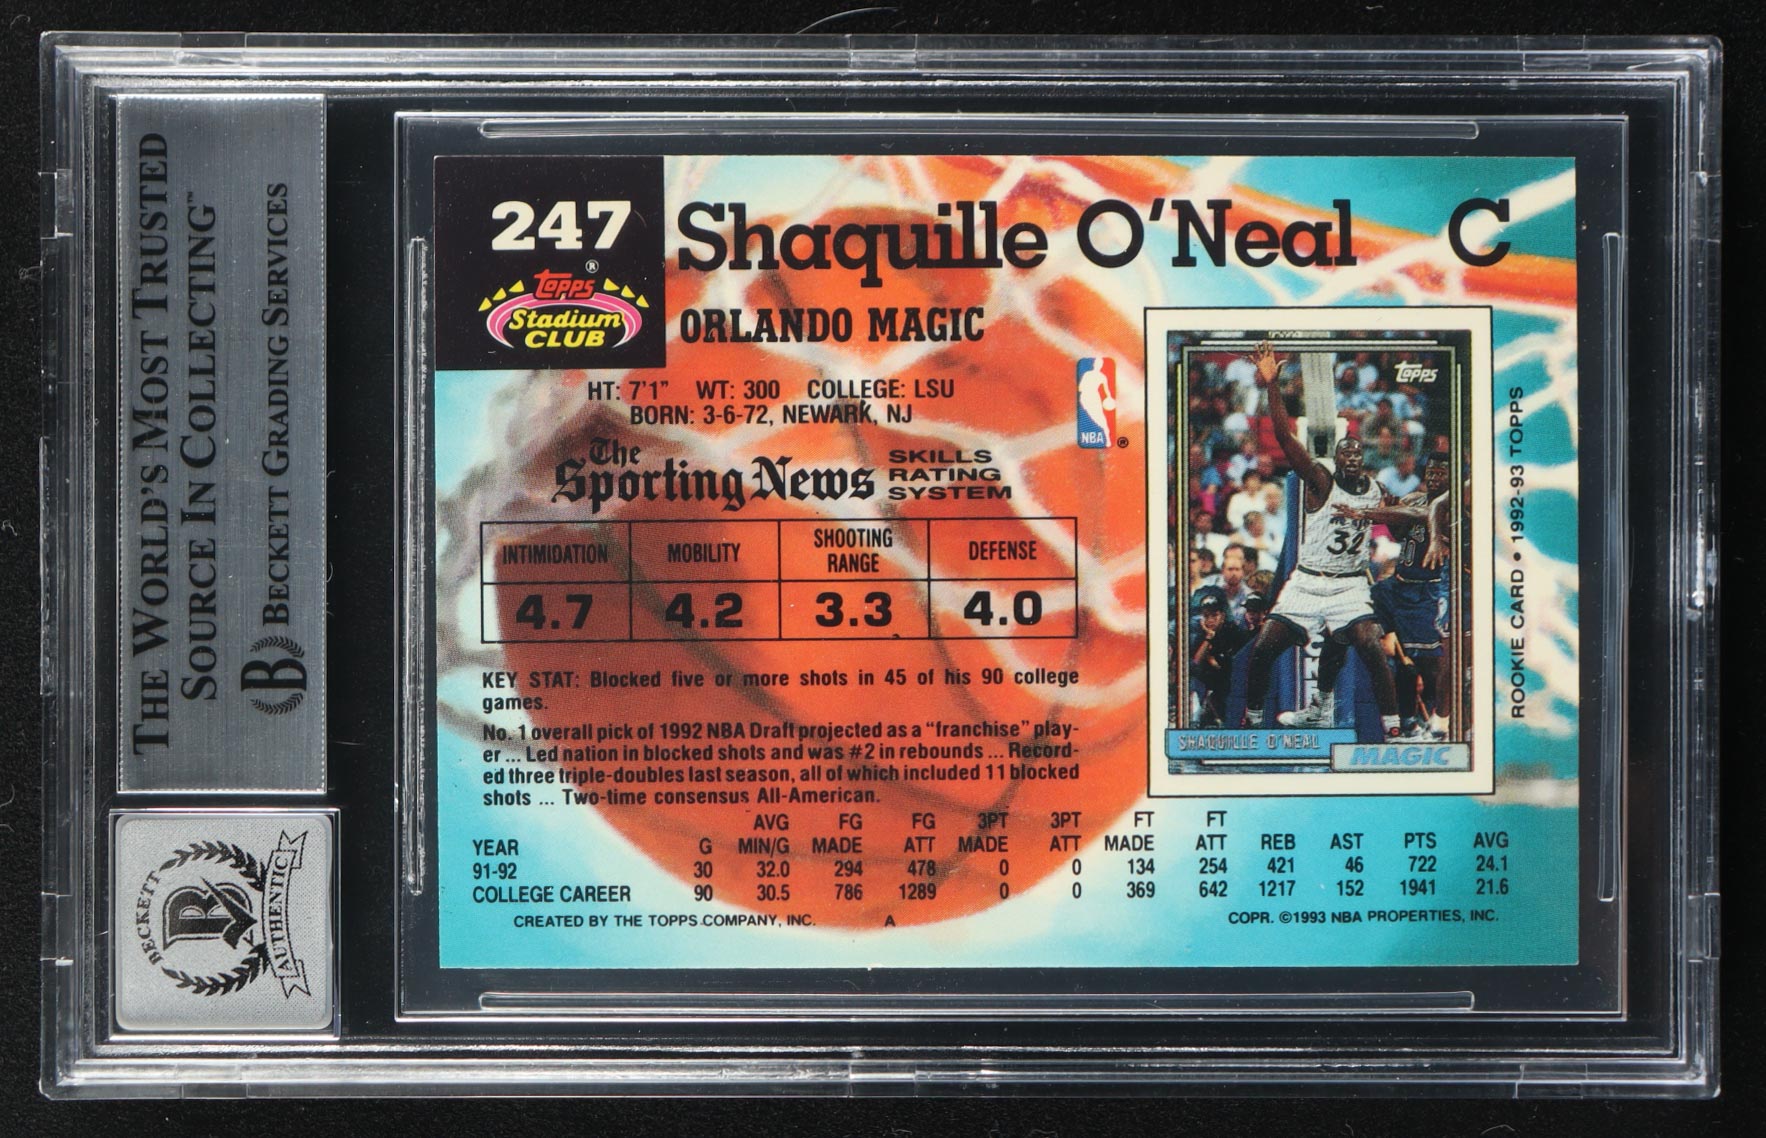 THE WORLD'S MOST TRUSTED
SOURCE IN COLLECTING™
BECKETT GRADING SERVICES
BECKETT
AUTHENTIC
247
Topps®
Stadium
CLUB
Shaquille O'Neal C
ORLANDO MAGIC
HT: 7'1" WT: 300 COLLEGE: LSU
BORN: 3-6-72, NEWARK, NJ
NBA ®
The
Sporting News
SKILLS
RATING
SYSTEM
INTIMIDATION MOBILITY SHOOTING RANGE DEFENSE
4.7 4.2 3.3 4.0
KEY STAT: Blocked five or more shots in 45 of his 90 college
games.
No. 1 overall pick of 1992 NBA Draft projected as a "franchise" play-
er ... Led nation in blocked shots and was #2 in rebounds ... Record-
ed three triple-doubles last season, all of which included 11 blocked
shots ... Two-time consensus All-American.
Topps
32
SHAQUILLE O'NEAL
MAGIC
ROOKIE CARD • 1992-93 TOPPS
YEAR G AVG MIN/G FG MADE FG ATT 3PT MADE 3PT ATT FT MADE FT ATT REB AST PTS AVG
91-92 30 32.0 294 478 0 0 134 254 421 46 722 24.1
COLLEGE CAREER 90 30.5 786 1289 0 0 369 642 1217 152 1941 21.6
CREATED BY THE TOPPS COMPANY, INC. A COPR. ©1993 NBA PROPERTIES, INC.